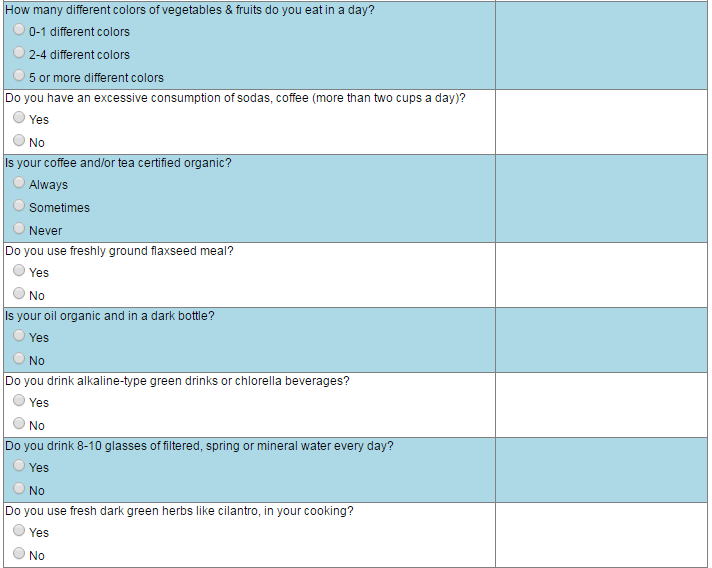 How many different colors of vegetables & fruits do you eat in a day?
0-1 different colors
2-4 different colors
5 or more different colors
Do you have an excessive consumption of sodas, coffee (more than two cups a day)?
Yes
No
Is your coffee and/or tea certified organic?
Always
Sometimes
Never
Do you use freshly ground flaxseed meal?
Yes
No
Is your oil organic and in a dark bottle?
Yes
No
Do you drink alkaline-type green drinks or chlorella beverages?
Yes
No
Do you drink 8-10 glasses of filtered, spring or mineral water every day?
Yes
No
Do you use fresh dark green herbs like cilantro, in your cooking?
Yes
No